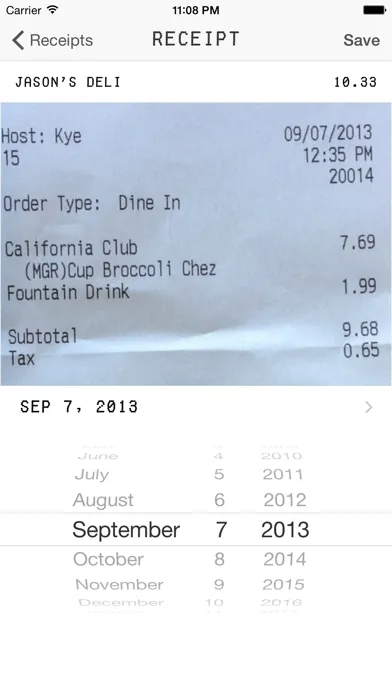 Carrier 11:08 PM
Receipts RECEIPT Save
JASON'S DELI 10.33
Host: Kye 09/07/2013
15 12:35 PM
20014
Order Type: Dine In
California Club 7.69
(MGR)Cup Broccoli Chez
Fountain Drink 1.99
Subtotal 9.68
Tax 0.65
SEP 7, 2013
June 4 2010
July 5 2011
August 6 2012
September 7 2013
October 8 2014
November 9 2015
December 10 2016